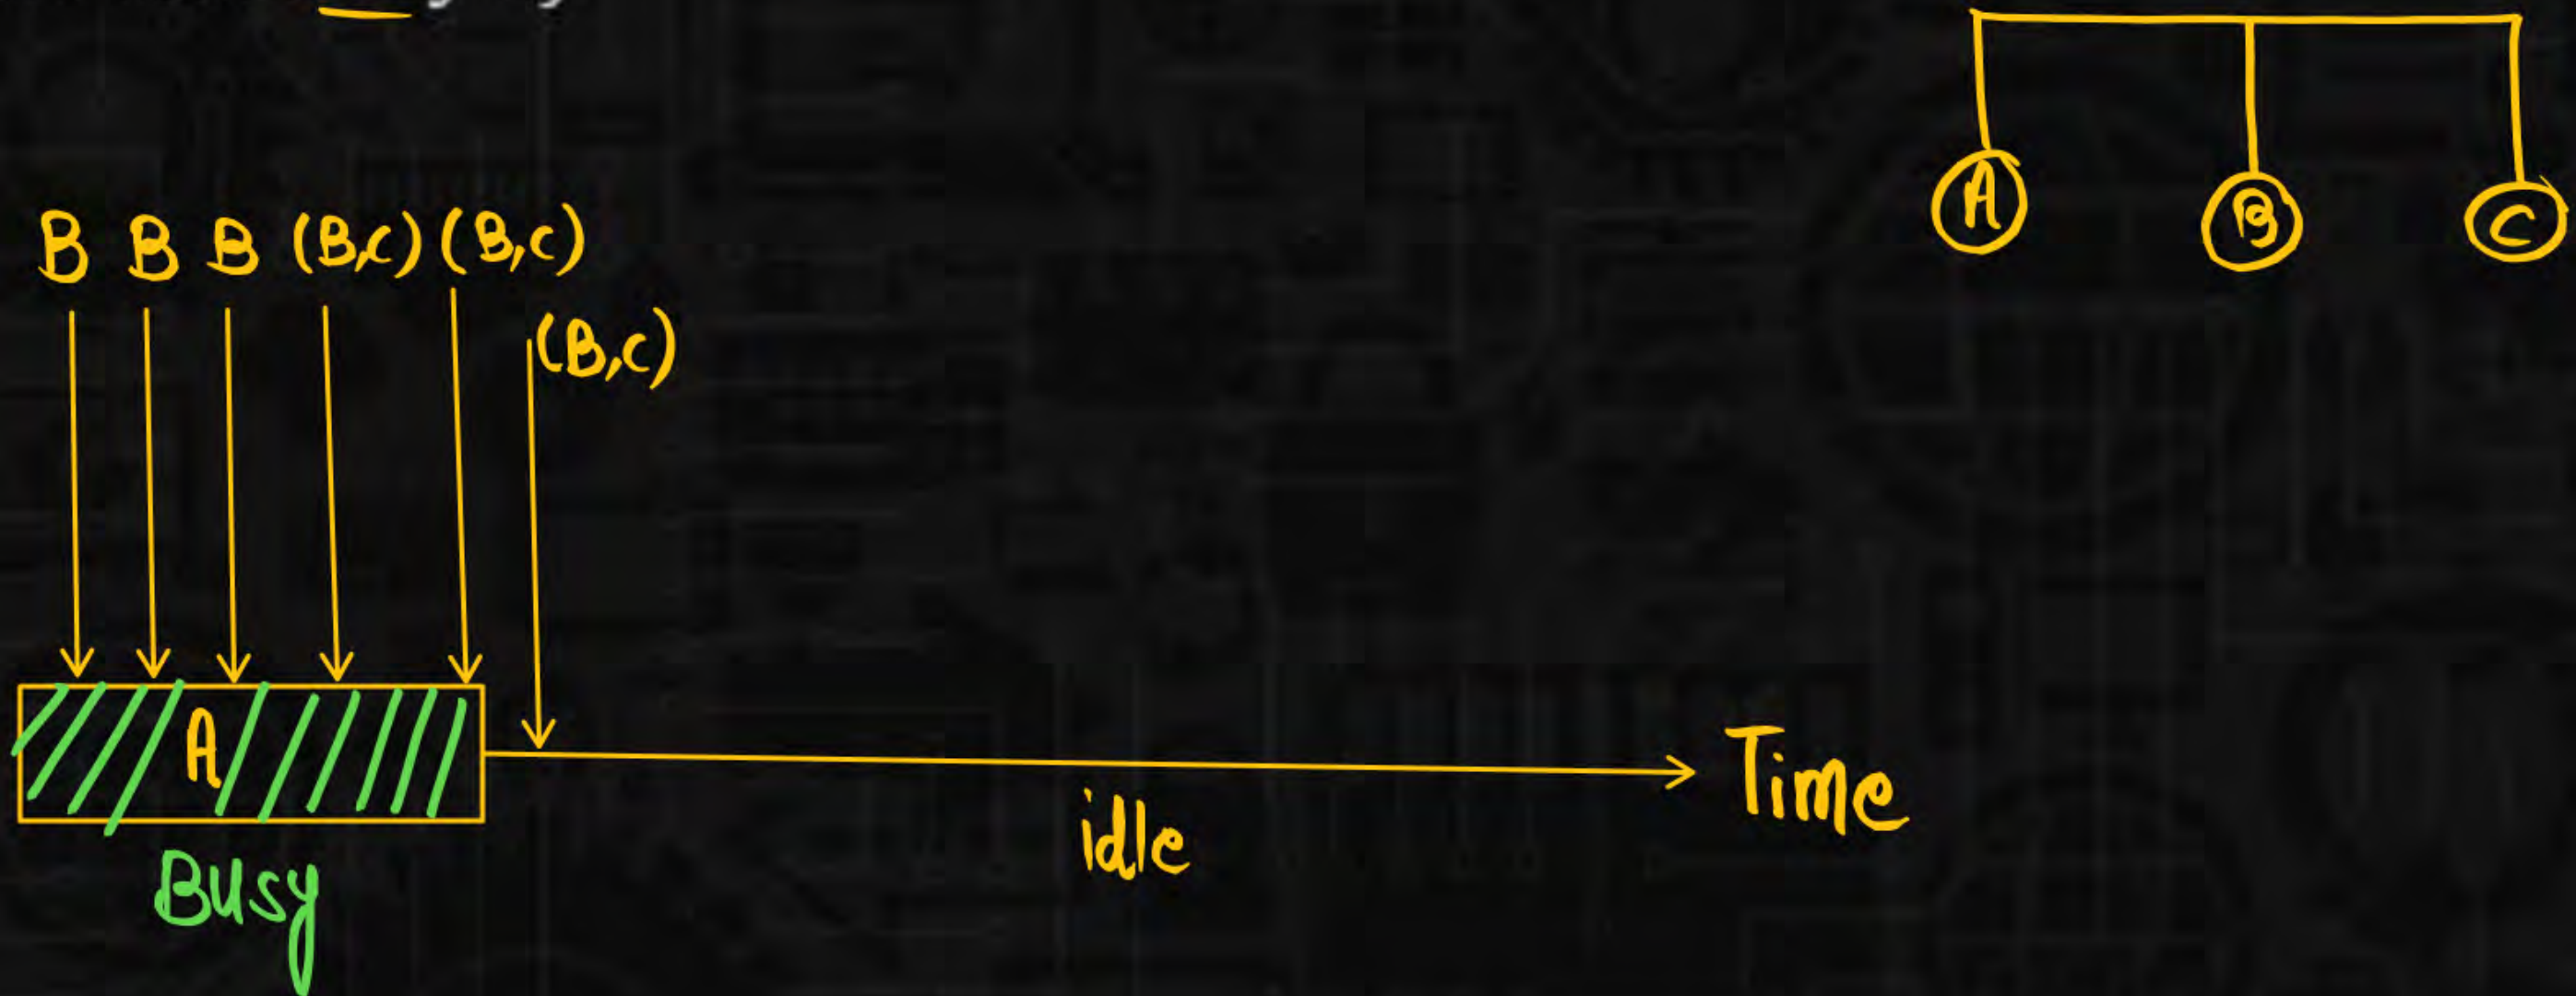 A B C
B B B (B,C) (B,C)
(B,C)
A
Time
idle
Busy